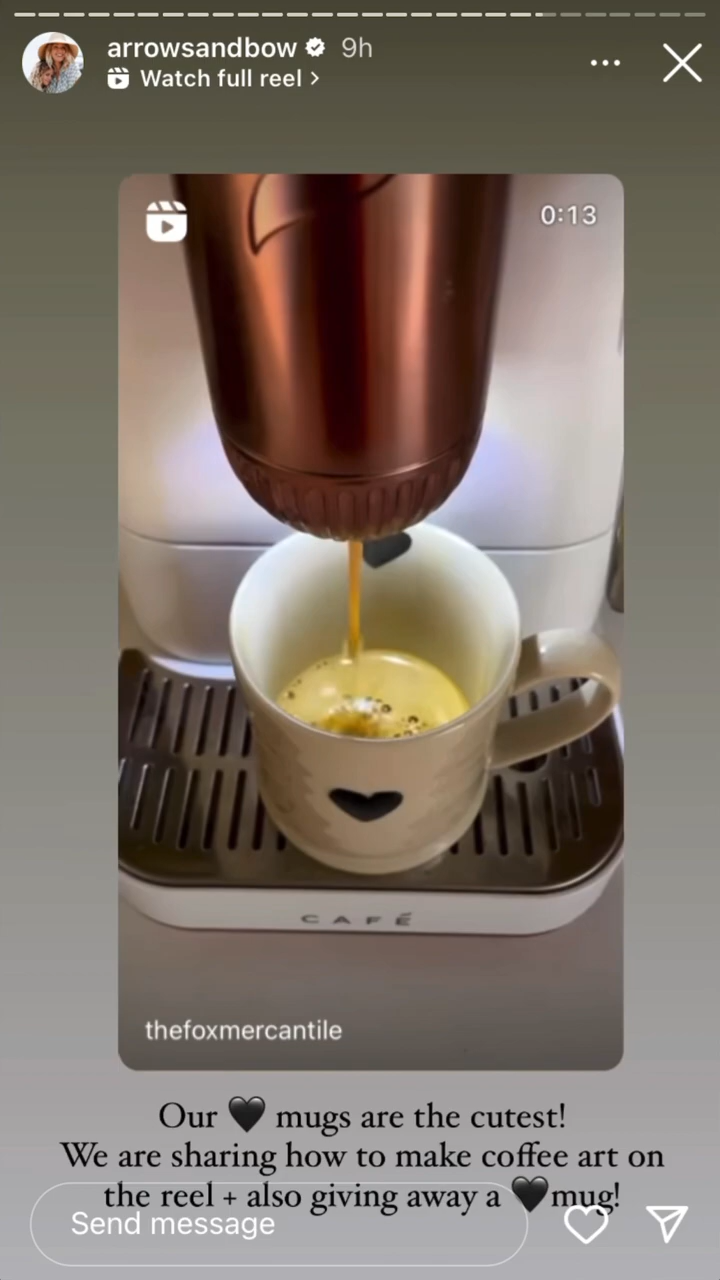 arrowsandbow 9h
Watch full reel >
0:13
CAFÉ
thefoxmercantile
Our 🖤 mugs are the cutest!
We are sharing how to make coffee art on
the reel + also giving away a 🖤mug!
Send message